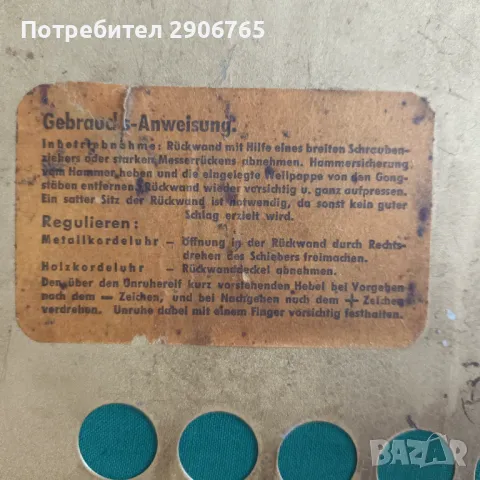 Потребител 2906765
Gebrauchs-Anweisung.
Inbetriebnahme: Rückwand mit Hilfe eines breiten Schrauben-
ziehers oder starken Messerrückens abnehmen. Hammersicherung
vom Hammer heben und die eingelegte Wellpappe von den Gong-
stäben entfernen. Rückwand wieder vorsichtig u. ganz aufpressen.
Ein satter Sitz der Rückwand ist notwendig, da sonst kein guter
Schlag erzielt wird.
Regulieren:
Metallkordeluhr – Öffnung in der Rückwand durch Rechts-
drehen des Schiebers freimachen.
Holzkordeluhr – Rückwanddeckel abnehmen.
Den über den Unruhereif kurz vorstehenden Hebel bei Vorgehen
nach dem — Zeichen, und bei Nachgehen nach dem + Zeichen
verdrehen. Unruhe dabei mit einem Finger vorsichtig festhalten.
bazar